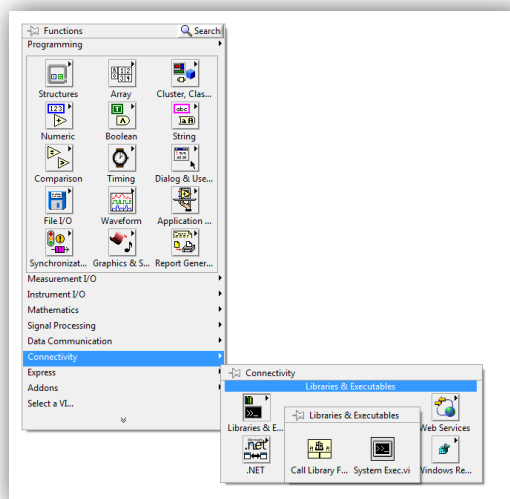 Functions
Search
Programming
Structures
Array
Cluster, Clas...
Numeric
Boolean
String
Comparison
Timing
Dialog & Use...
File I/O
Waveform
Application ...
Synchronizat...
Graphics & S...
Report Gener...
Measurement I/O
Instrument I/O
Mathematics
Signal Processing
Data Communication
Connectivity
Express
Addons
Select a VI...
Connectivity
Libraries & Executables
Libraries & E...
Web Services
.NET
Windows Re...
Libraries & Executables
Call Library F...
System Exec.vi